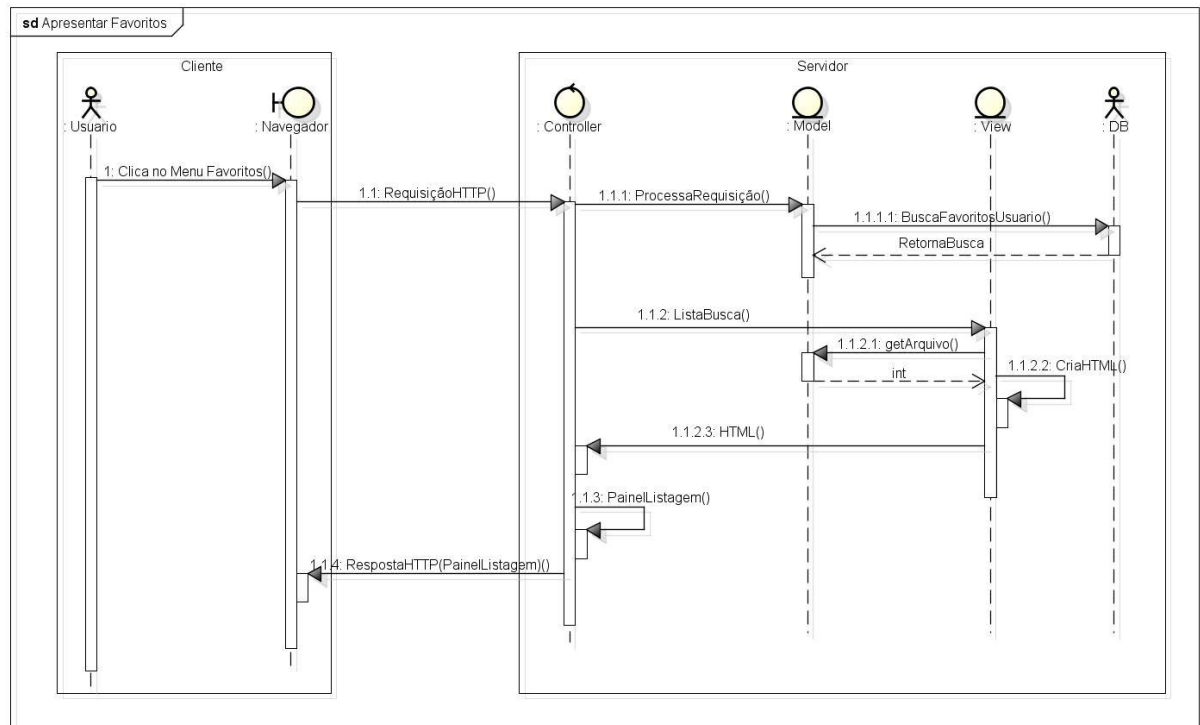 sd Apresentar Favoritos
Cliente
Servidor
: Usuario
: Navegador
: Controller
: Model
: View
: DB
1: Clica no Menu Favoritos()
1.1: RequisiçãoHTTP()
1.1.1: ProcessaRequisição()
1.1.1.1: BuscaFavoritosUsuario()
RetornaBusca
1.1.2: ListaBusca()
1.1.2.1: getArquivo()
int
1.1.2.2: CriaHTML()
1.1.2.3: HTML()
1.1.3: PainelListagem()
1.1.4: RespostaHTTP(PainelListagem)()